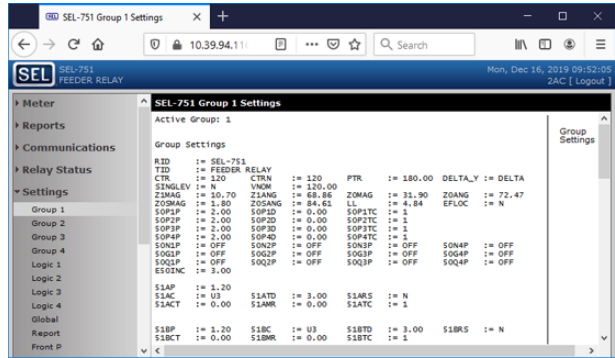 SEL-751 Group 1 Settings
10.39.94.11
Search
SEL SEL-751
FEEDER RELAY
Mon, Dec 16, 2019 09:52:05
2AC [ Logout ]
Meter
Reports
Communications
Relay Status
Settings
Group 1
Group 2
Group 3
Group 4
Logic 1
Logic 2
Logic 3
Logic 4
Global
Report
Front P
SEL-751 Group 1 Settings
Active Group: 1
Group Settings
RID := SEL-751
TID := FEEDER RELAY
CTR := 120 CTRN := 120 PTR := 180.00 DELTA_Y := DELTA
SINGLEV := N VNOM := 120.00
Z1MAG := 10.70 Z1ANG := 68.86 Z0MAG := 31.90 Z0ANG := 72.47
Z0SMAG := 1.80 Z0SANG := 84.61 LL := 4.84 EFLOC := N
50P1P := 2.00 50P1D := 0.00 50P1TC := 1
50P2P := 2.00 50P2D := 0.00 50P2TC := 1
50P3P := 2.00 50P3D := 0.00 50P3TC := 1
50P4P := 2.00 50P4D := 0.00 50P4TC := 1
50N1P := OFF 50N2P := OFF 50N3P := OFF 50N4P := OFF
50G1P := OFF 50G2P := OFF 50G3P := OFF 50G4P := OFF
50Q1P := OFF 50Q2P := OFF 50Q3P := OFF 50Q4P := OFF
E50INC := 3.00
51AP := 1.20
51AC := U3 51ATD := 3.00 51ARS := N
51ACT := 0.00 51AMR := 0.00 51ATC := 1
51BP := 1.20 51BC := U3 51BTD := 3.00 51BRS := N
51BCT := 0.00 51BMR := 0.00 51BTC := 1
Group
Settings